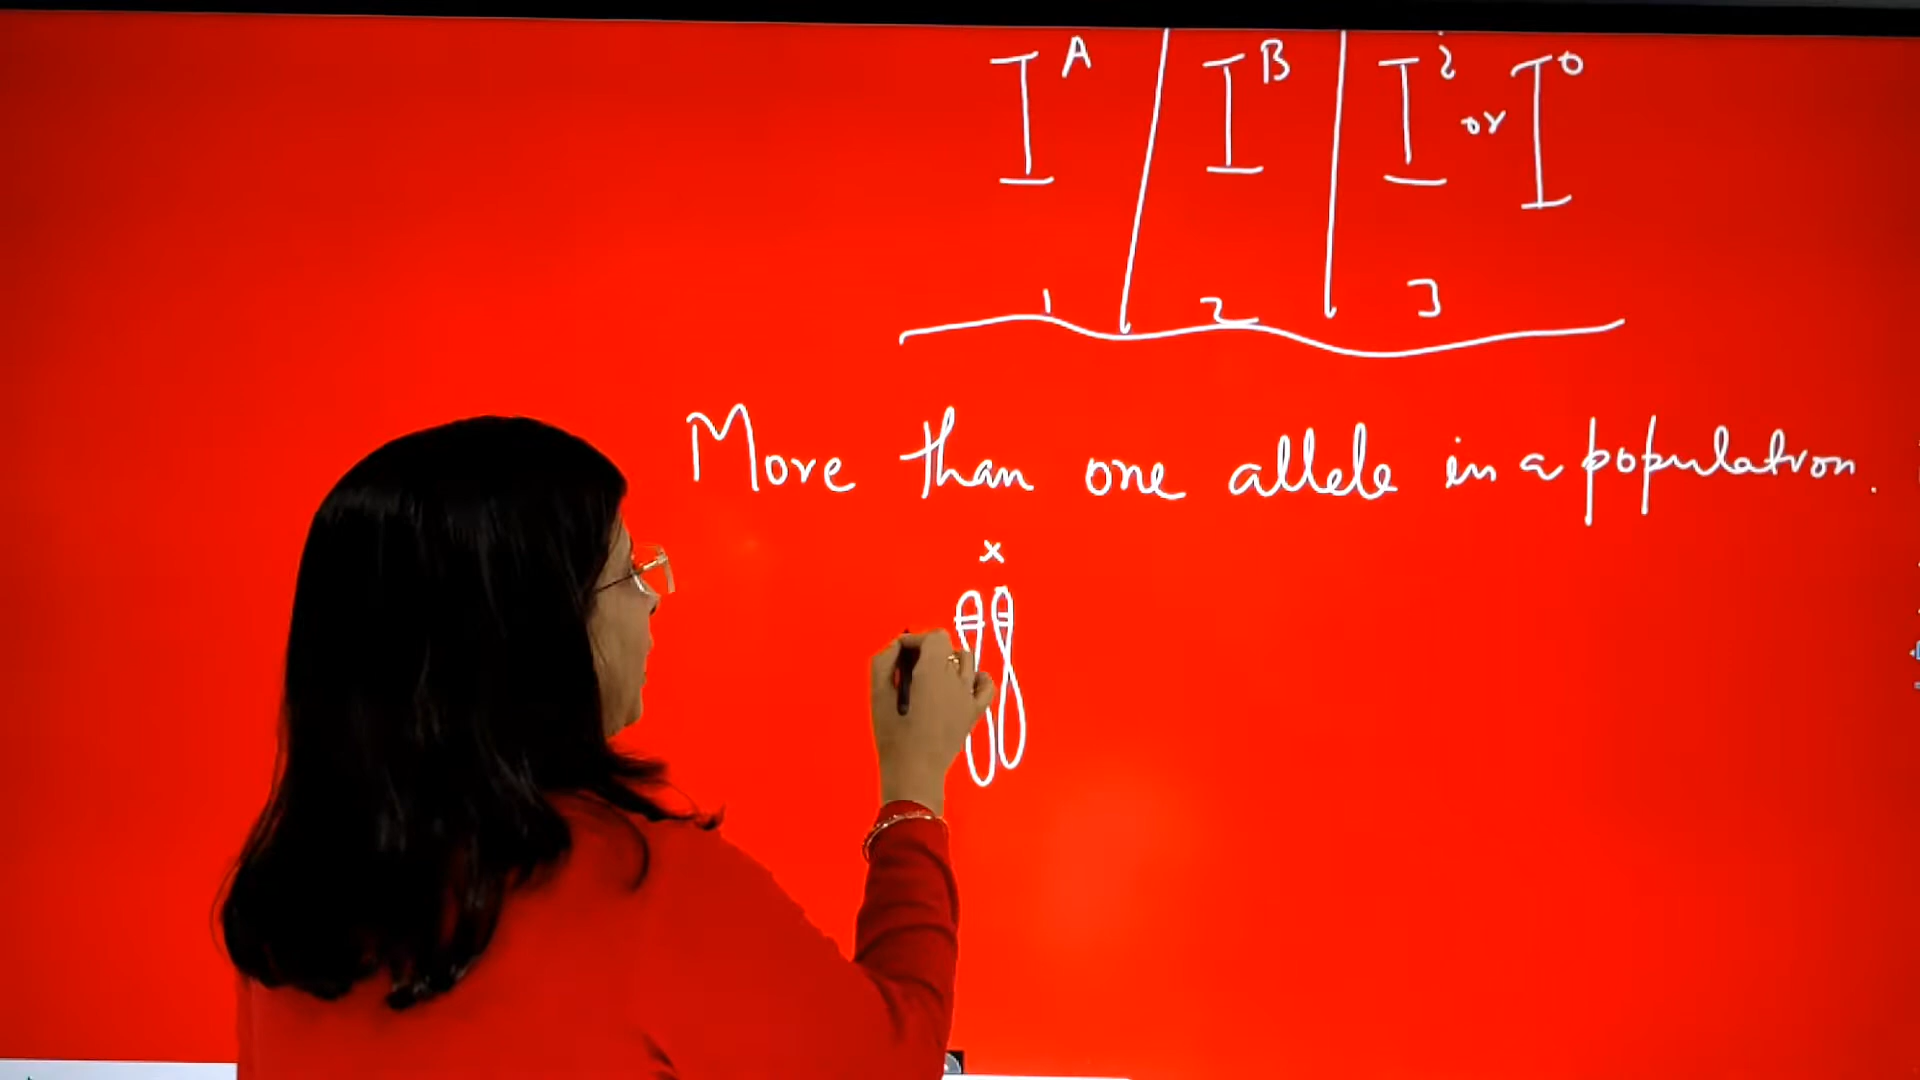 I^A I^B I^i or I^o
1 2 3
More than one allele in a population.
x